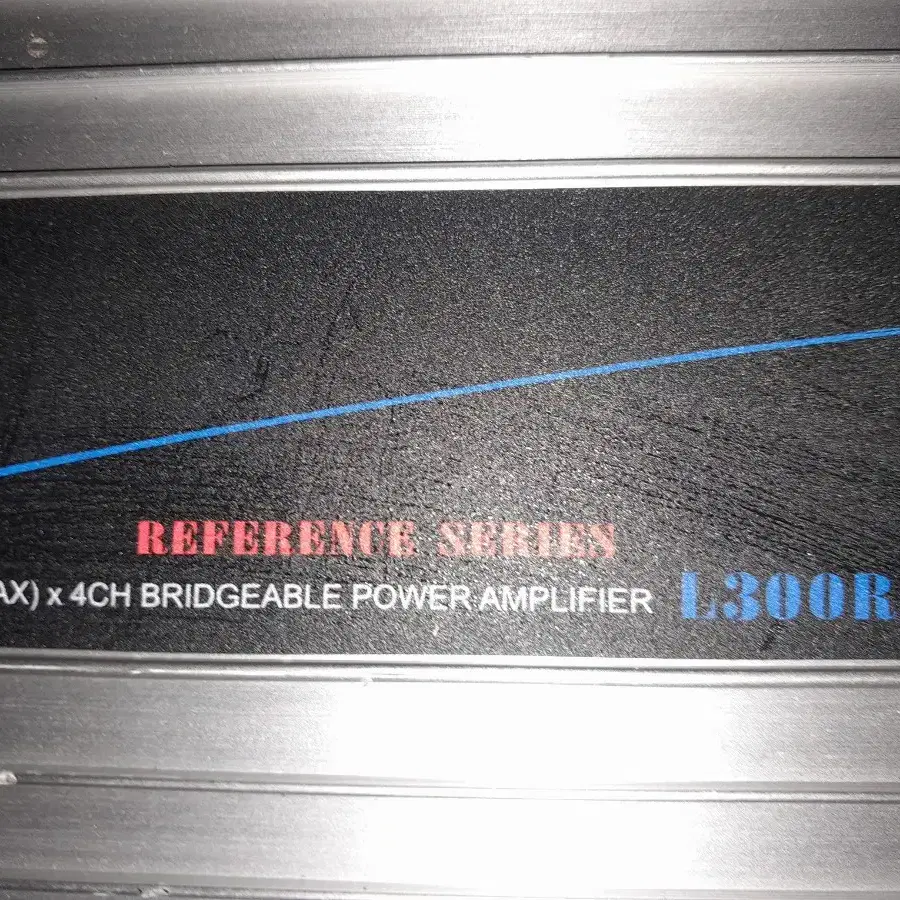 REFERENCE SERIES
AX) x 4CH BRIDGEABLE POWER AMPLIFIER L300R